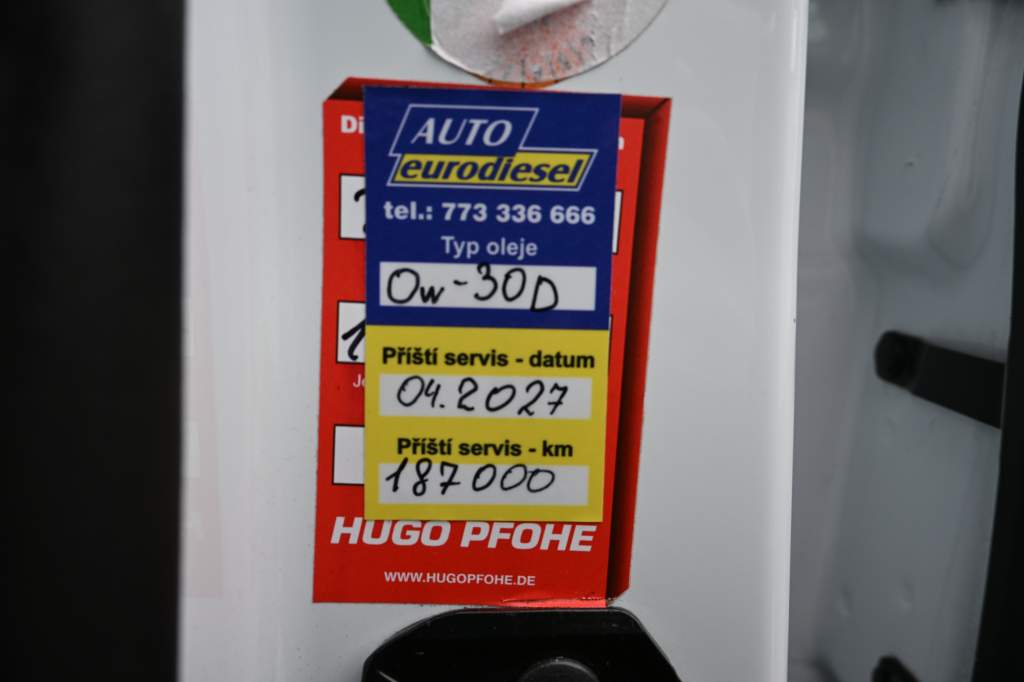 Di
AUTO
eurodiesel
tel.: 773 336 666
Typ oleje
0w-30D
Příští servis - datum
04.2027
Příští servis - km
187000
HUGO PFOHE
WWW.HUGOPFOHE.DE